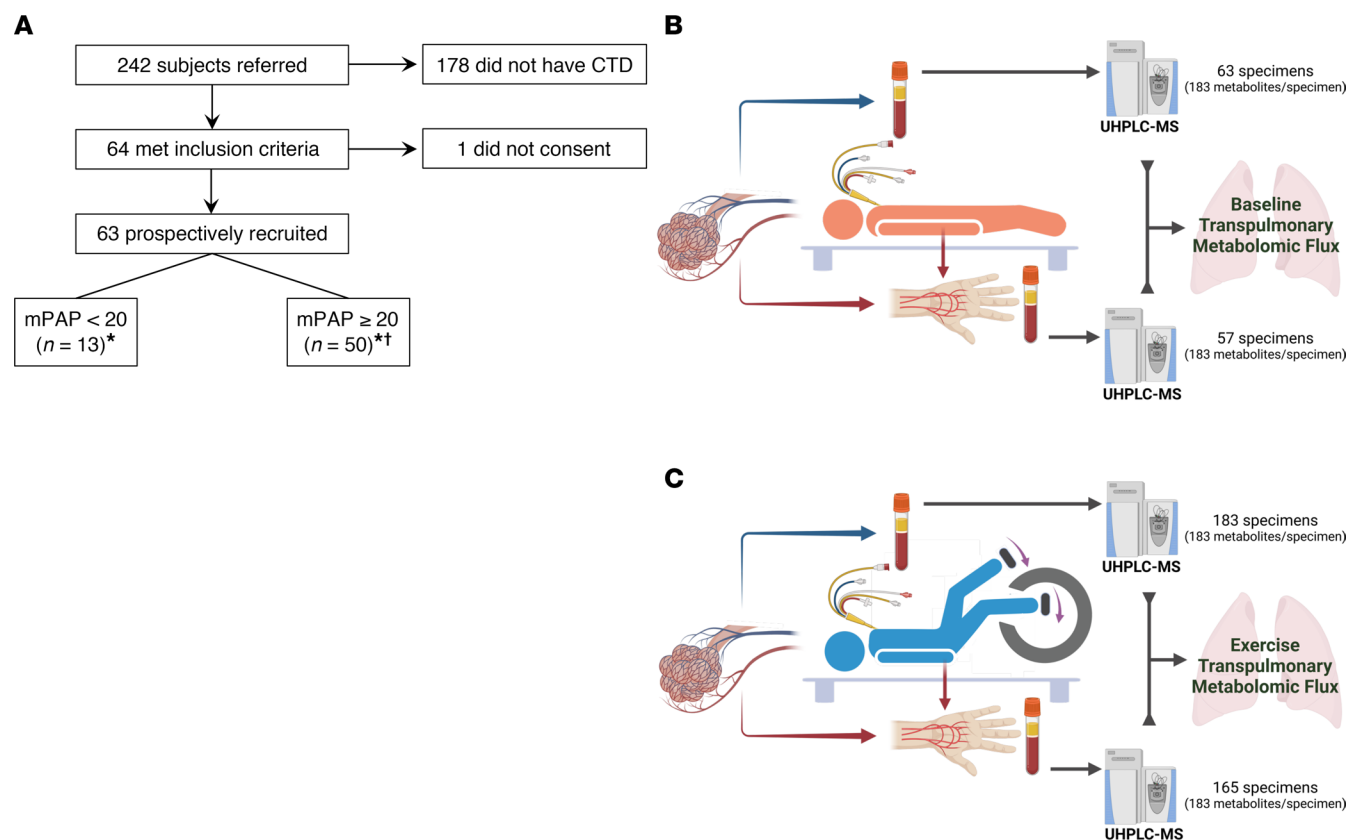 A
242 subjects referred
178 did not have CTD
64 met inclusion criteria
1 did not consent
63 prospectively recruited
mPAP < 20
(n = 13)*
mPAP ≥ 20
(n = 50)*†
B
UHPLC-MS
63 specimens
(183 metabolites/specimen)
Baseline
Transpulmonary
Metabolomic Flux
57 specimens
(183 metabolites/specimen)
UHPLC-MS
C
UHPLC-MS
183 specimens
(183 metabolites/specimen)
Exercise
Transpulmonary
Metabolomic Flux
165 specimens
(183 metabolites/specimen)
UHPLC-MS